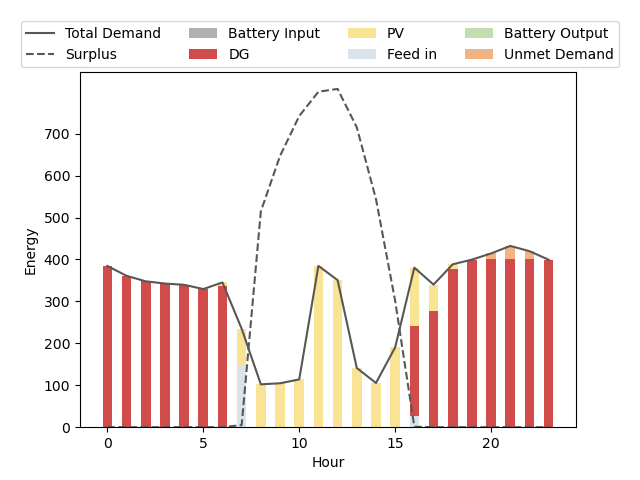 Total Demand Battery Input PV Battery Output
Surplus DG Feed in Unmet Demand
700
600
500
400
300
200
100
0
Energy
0 5 10 15 20
Hour